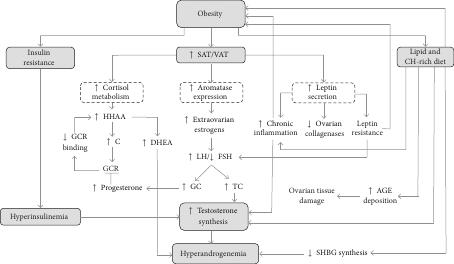 Obesity
Insulin
resistance
↑ SAT/VAT
Lipid and
CH-rich diet
↑ Cortisol
metabolism
↑ Aromatase
expression
↑ Leptin
secretion
↑ HHAA
↑ Extraovarian
estrogens
↑ Chronic
inflammation
↓ Ovarian
collagenases
Leptin
resistance
↓ GCR
binding
↑ C
↑ DHEA
GCR
↑ LH/↓ FSH
↑ Progesterone
↑ GC
↑ TC
Ovarian tissue
damage
↑ AGE
deposition
Hyperinsulinemia
↑ Testosterone
synthesis
Hyperandrogenemia
↓ SHBG synthesis